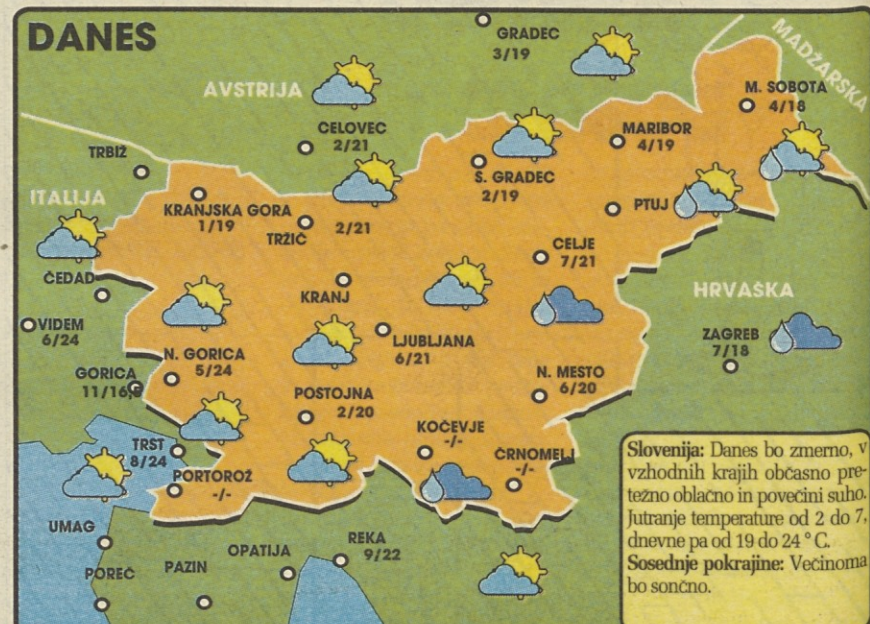 DANES
GRADEC
3/19
MADŽARSKA
AVSTRIJA
M. SOBOTA
4/18
CELOVEC
2/21
MARIBOR
4/19
TRBIŽ
S. GRADEC
2/19
ITALIJA
KRANJSKA GORA
1/19
TRŽIČ
2/21
PTUJ
ČEDAD
KRANJ
CELJE
7/21
HRVAŠKA
VIDEM
6/24
LJUBLJANA
6/21
ZAGREB
7/18
N. GORICA
5/24
GORICA
11/16,5
N. MESTO
6/20
POSTOJNA
2/20
KOČEVJE
-/-
TRST
8/24
ČRNOMELJ
-/-
PORTOROŽ
-/-
UMAG
OPATIJA
REKA
9/22
POREČ
PAZIN
Slovenija: Danes bo zmerno, v
vzhodnih krajih občasno pre-
težno oblačno in povečini suho.
Jutranje temperature od 2 do 7,
dnevne pa od 19 do 24 °C.
Sosednje pokrajine: Večinoma
bo sončno.